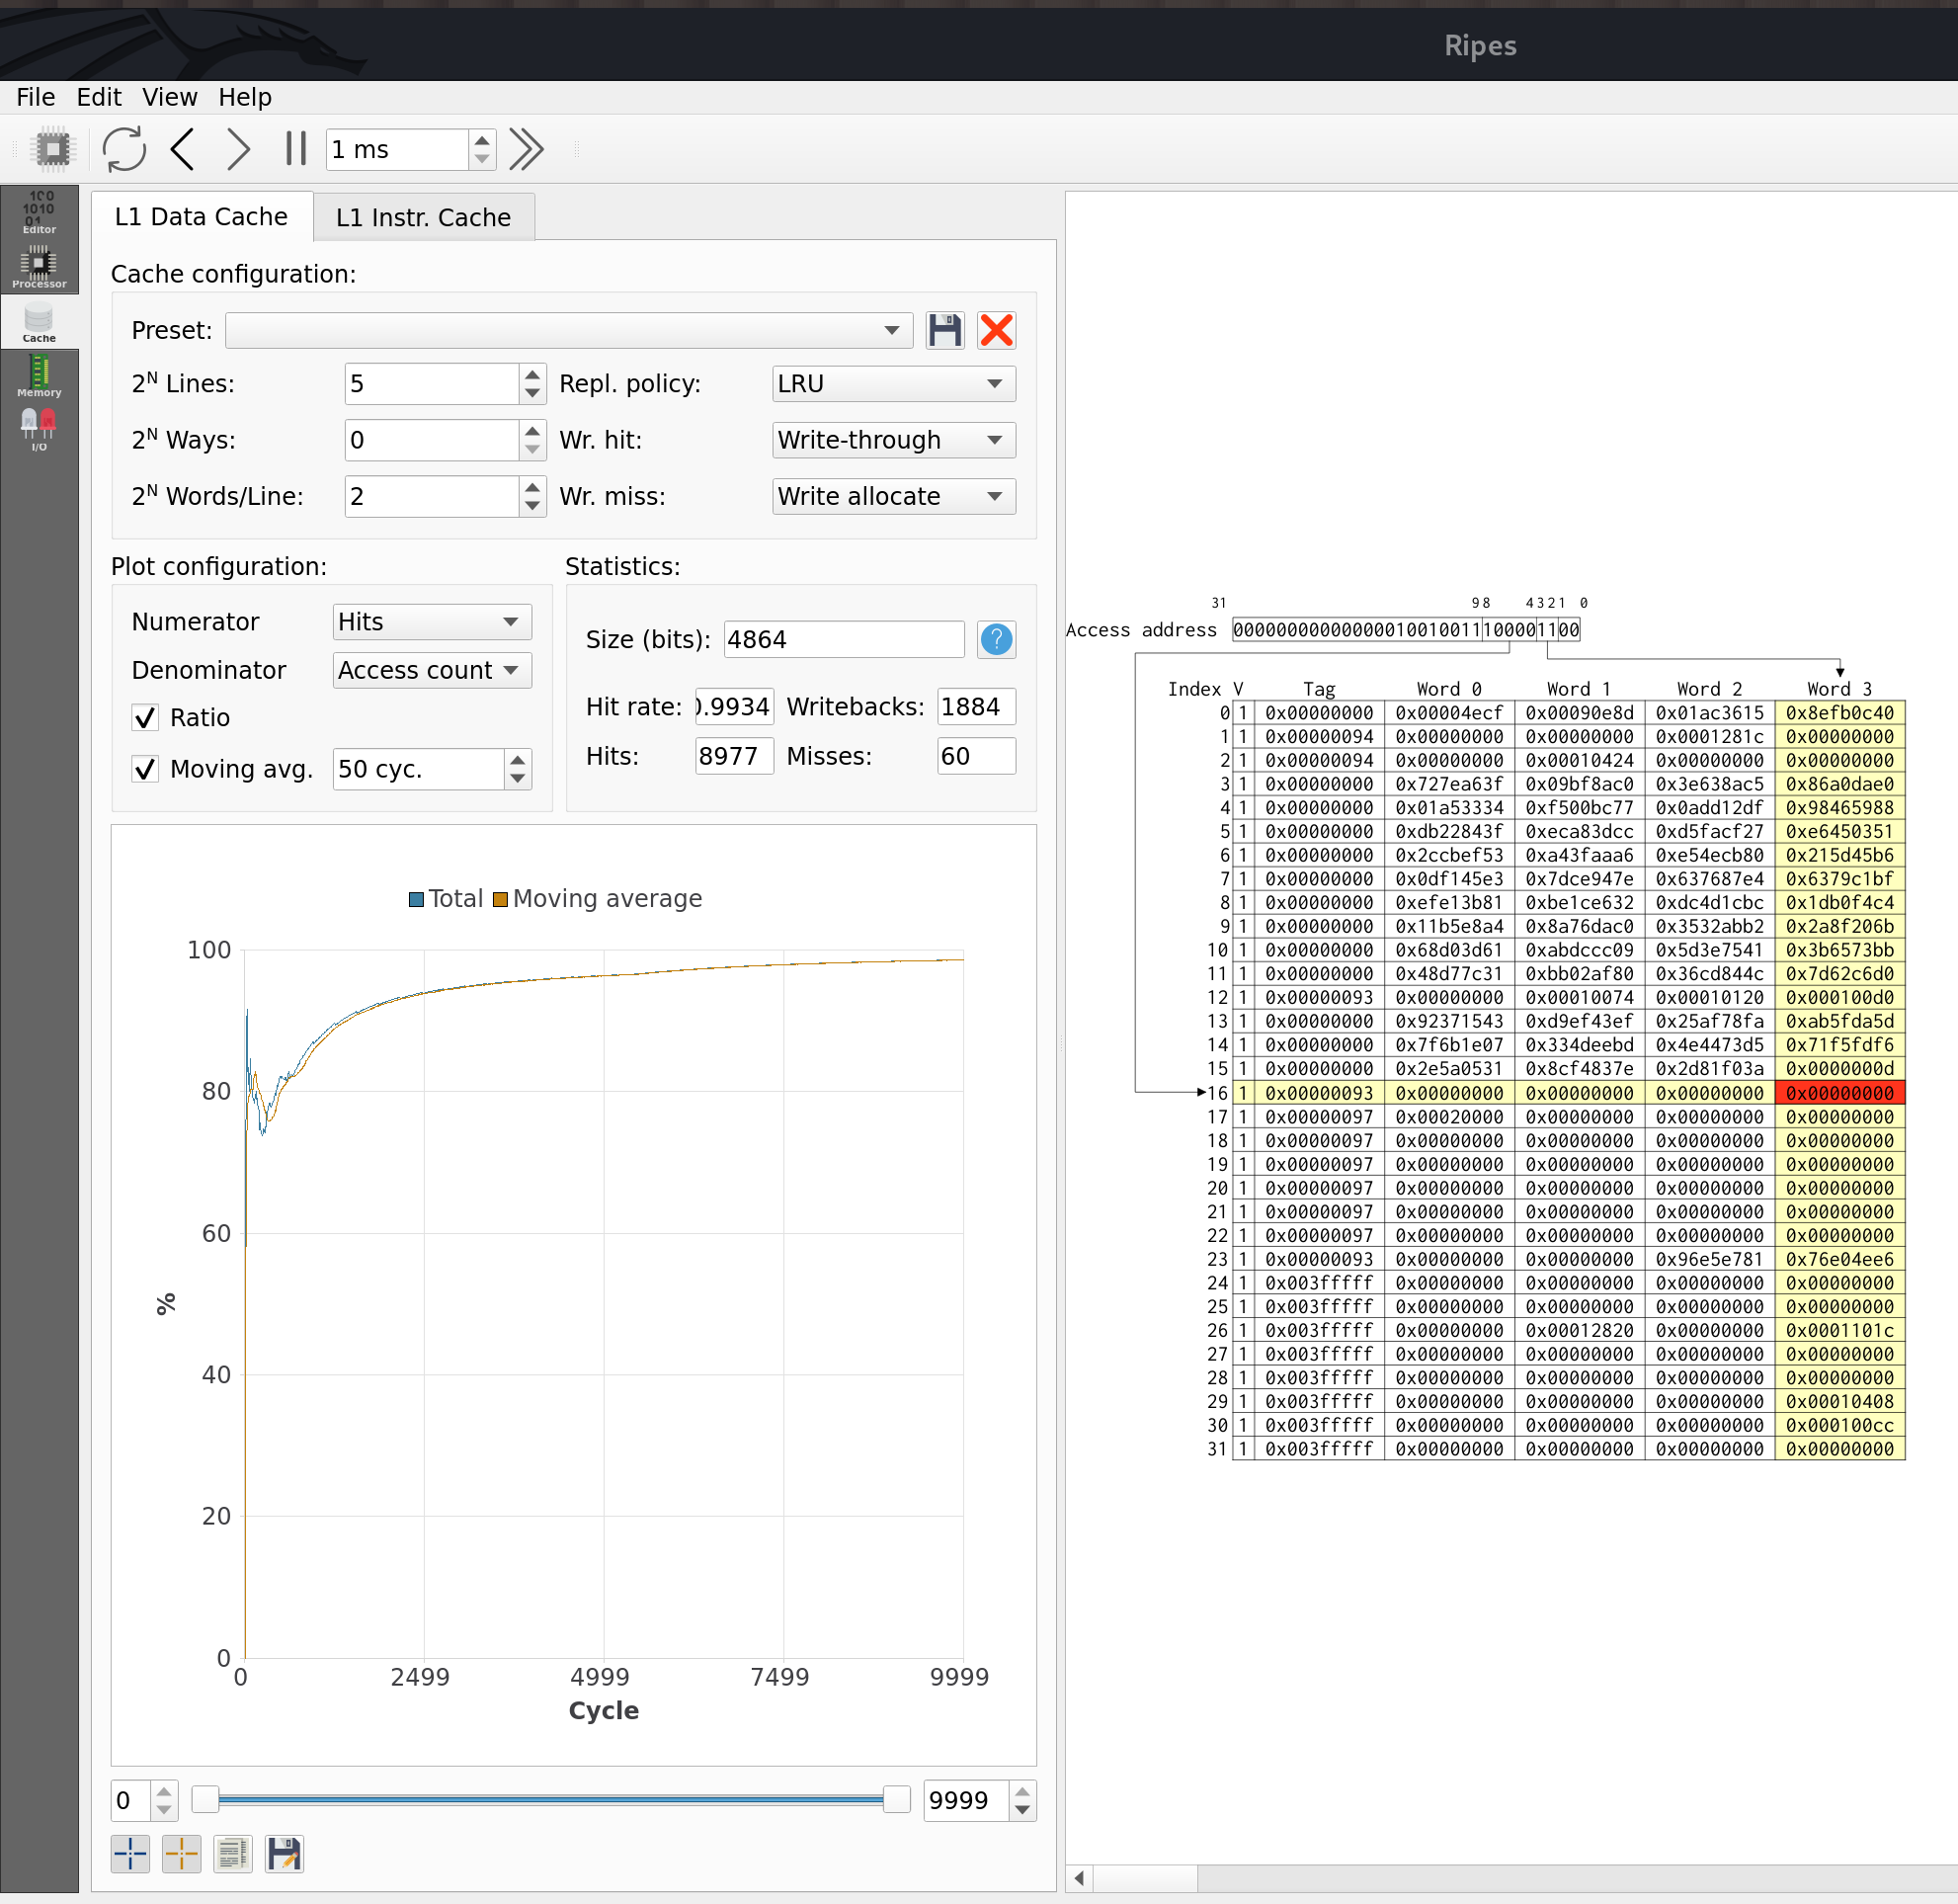 Ripes
File Edit View Help
1 ms
Editor
Processor
Cache
Memory
I/O
L1 Data Cache
L1 Instr. Cache
Cache configuration:
Preset:
2^N Lines: 5 Repl. policy: LRU
2^N Ways: 0 Wr. hit: Write-through
2^N Words/Line: 2 Wr. miss: Write allocate
Plot configuration:
Numerator Hits
Denominator Access count
Ratio
Moving avg. 50 cyc.
Statistics:
Size (bits): 4864 ?
Hit rate: 0.9934 Writebacks: 1884
Hits: 8977 Misses: 60
Total Moving average
100
80
60
40
20
0
%
0 2499 4999 7499 9999
Cycle
0 9999
31 9 8 4 3 2 1 0
Access address 00000000000000010010011100001100
Index V Tag Word 0 Word 1 Word 2 Word 3
0 1 0x00000000 0x00004ecf 0x00090e8d 0x01ac3615 0x8efb0c40
1 1 0x00000094 0x00000000 0x00000000 0x0001281c 0x00000000
2 1 0x00000094 0x00000000 0x00010424 0x00000000 0x00000000
3 1 0x00000000 0x727ea63f 0x09bf8ac0 0x3e638ac5 0x86a0dae0
4 1 0x00000000 0x01a53334 0xf500bc77 0x0add12df 0x98465988
5 1 0x00000000 0xdb22843f 0xeca83dcc 0xd5facf27 0xe6450351
6 1 0x00000000 0x2ccbef53 0xa43faaa6 0xe54ecb80 0x215d45b6
7 1 0x00000000 0x0df145e3 0x7dce947e 0x637687e4 0x6379c1bf
8 1 0x00000000 0xefe13b81 0xbe1ce632 0xdc4d1cbc 0x1db0f4c4
9 1 0x00000000 0x11b5e8a4 0x8a76dac0 0x3532abb2 0x2a8f206b
10 1 0x00000000 0x68d03d61 0xabdccc09 0x5d3e7541 0x3b6573bb
11 1 0x00000000 0x48d77c31 0xbb02af80 0x36cd844c 0x7d62c6d0
12 1 0x00000093 0x00000000 0x00010074 0x00010120 0x000100d0
13 1 0x00000000 0x92371543 0xd9ef43ef 0x25af78fa 0xab5fda5d
14 1 0x00000000 0x7f6b1e07 0x334deebd 0x4e4473d5 0x71f5fdf6
15 1 0x00000000 0x2e5a0531 0x8cf4837e 0x2d81f03a 0x0000000d
16 1 0x00000093 0x00000000 0x00000000 0x00000000 0x00000000
17 1 0x00000097 0x00020000 0x00000000 0x00000000 0x00000000
18 1 0x00000097 0x00000000 0x00000000 0x00000000 0x00000000
19 1 0x00000097 0x00000000 0x00000000 0x00000000 0x00000000
20 1 0x00000097 0x00000000 0x00000000 0x00000000 0x00000000
21 1 0x00000097 0x00000000 0x00000000 0x00000000 0x00000000
22 1 0x00000097 0x00000000 0x00000000 0x00000000 0x00000000
23 1 0x00000093 0x00000000 0x00000000 0x96e5e781 0x76e04ee6
24 1 0x003fffff 0x00000000 0x00000000 0x00000000 0x00000000
25 1 0x003fffff 0x00000000 0x00000000 0x00000000 0x00000000
26 1 0x003fffff 0x00000000 0x00012820 0x00000000 0x0001101c
27 1 0x003fffff 0x00000000 0x00000000 0x00000000 0x00000000
28 1 0x003fffff 0x00000000 0x00000000 0x00000000 0x00000000
29 1 0x003fffff 0x00000000 0x00000000 0x00000000 0x00010408
30 1 0x003fffff 0x00000000 0x00000000 0x00000000 0x000100cc
31 1 0x003fffff 0x00000000 0x00000000 0x00000000 0x00000000